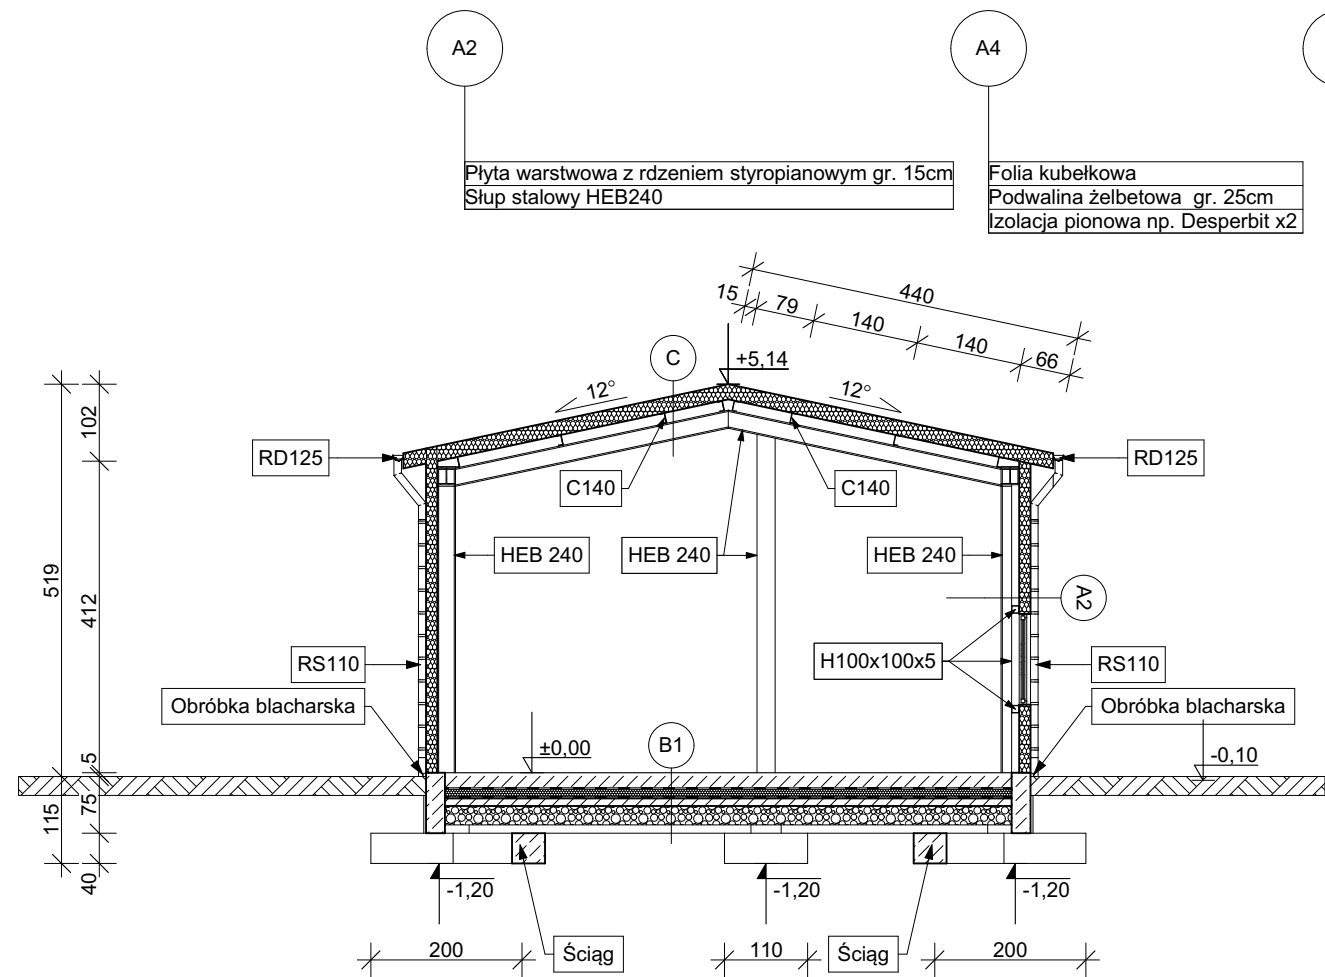 A2
A4
Płyta warstwowa z rdzeniem styropianowym gr. 15cm
Słup stalowy HEB240
Folia kubełkowa
Podwalina żelbetowa gr. 25cm
Izolacja pionowa np. Desperbit x2
440
15
79
140
140
66
+5,14
C
12°
12°
102
RD125
RD125
C140
C140
HEB 240
HEB 240
HEB 240
519
412
A2
H100x100x5
RS110
RS110
Obróbka blacharska
Obróbka blacharska
±0,00
B1
-0,10
5
115
75
40
-1,20
-1,20
-1,20
200
Ściąg
110
Ściąg
200